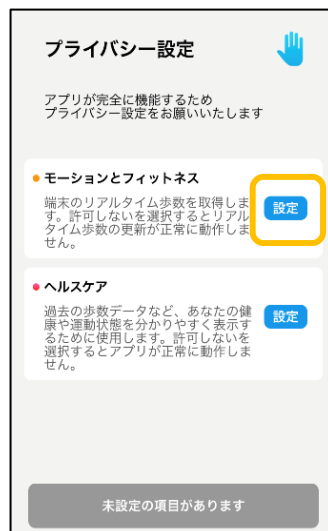 プライバシー設定
アプリが完全に機能するため
プライバシー設定をお願いいたします
モーションとフィットネス
端末のリアルタイム歩数を取得しま
す。許可しないを選択するとリアル
タイム歩数の更新が正常に動作しま
せん。
設定
ヘルスケア
過去の歩数データなど、あなたの健
康や運動状態を分かりやすく表示す
るために使用します。許可しないを
選択するとアプリが正常に動作しま
せん。
設定
未設定の項目があります